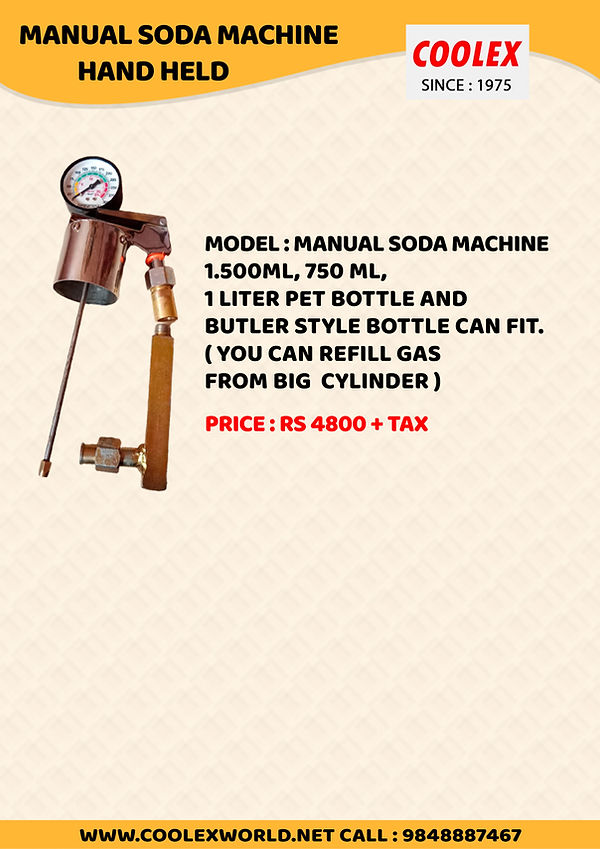 MANUAL SODA MACHINE
HAND HELD
COOLEX
SINCE : 1975
MODEL : MANUAL SODA MACHINE
1.500ML, 750 ML,
1 LITER PET BOTTLE AND
BUTLER STYLE BOTTLE CAN FIT.
( YOU CAN REFILL GAS
FROM BIG CYLINDER )
PRICE : RS 4800 + TAX
WWW.COOLEXWORLD.NET CALL : 9848887467